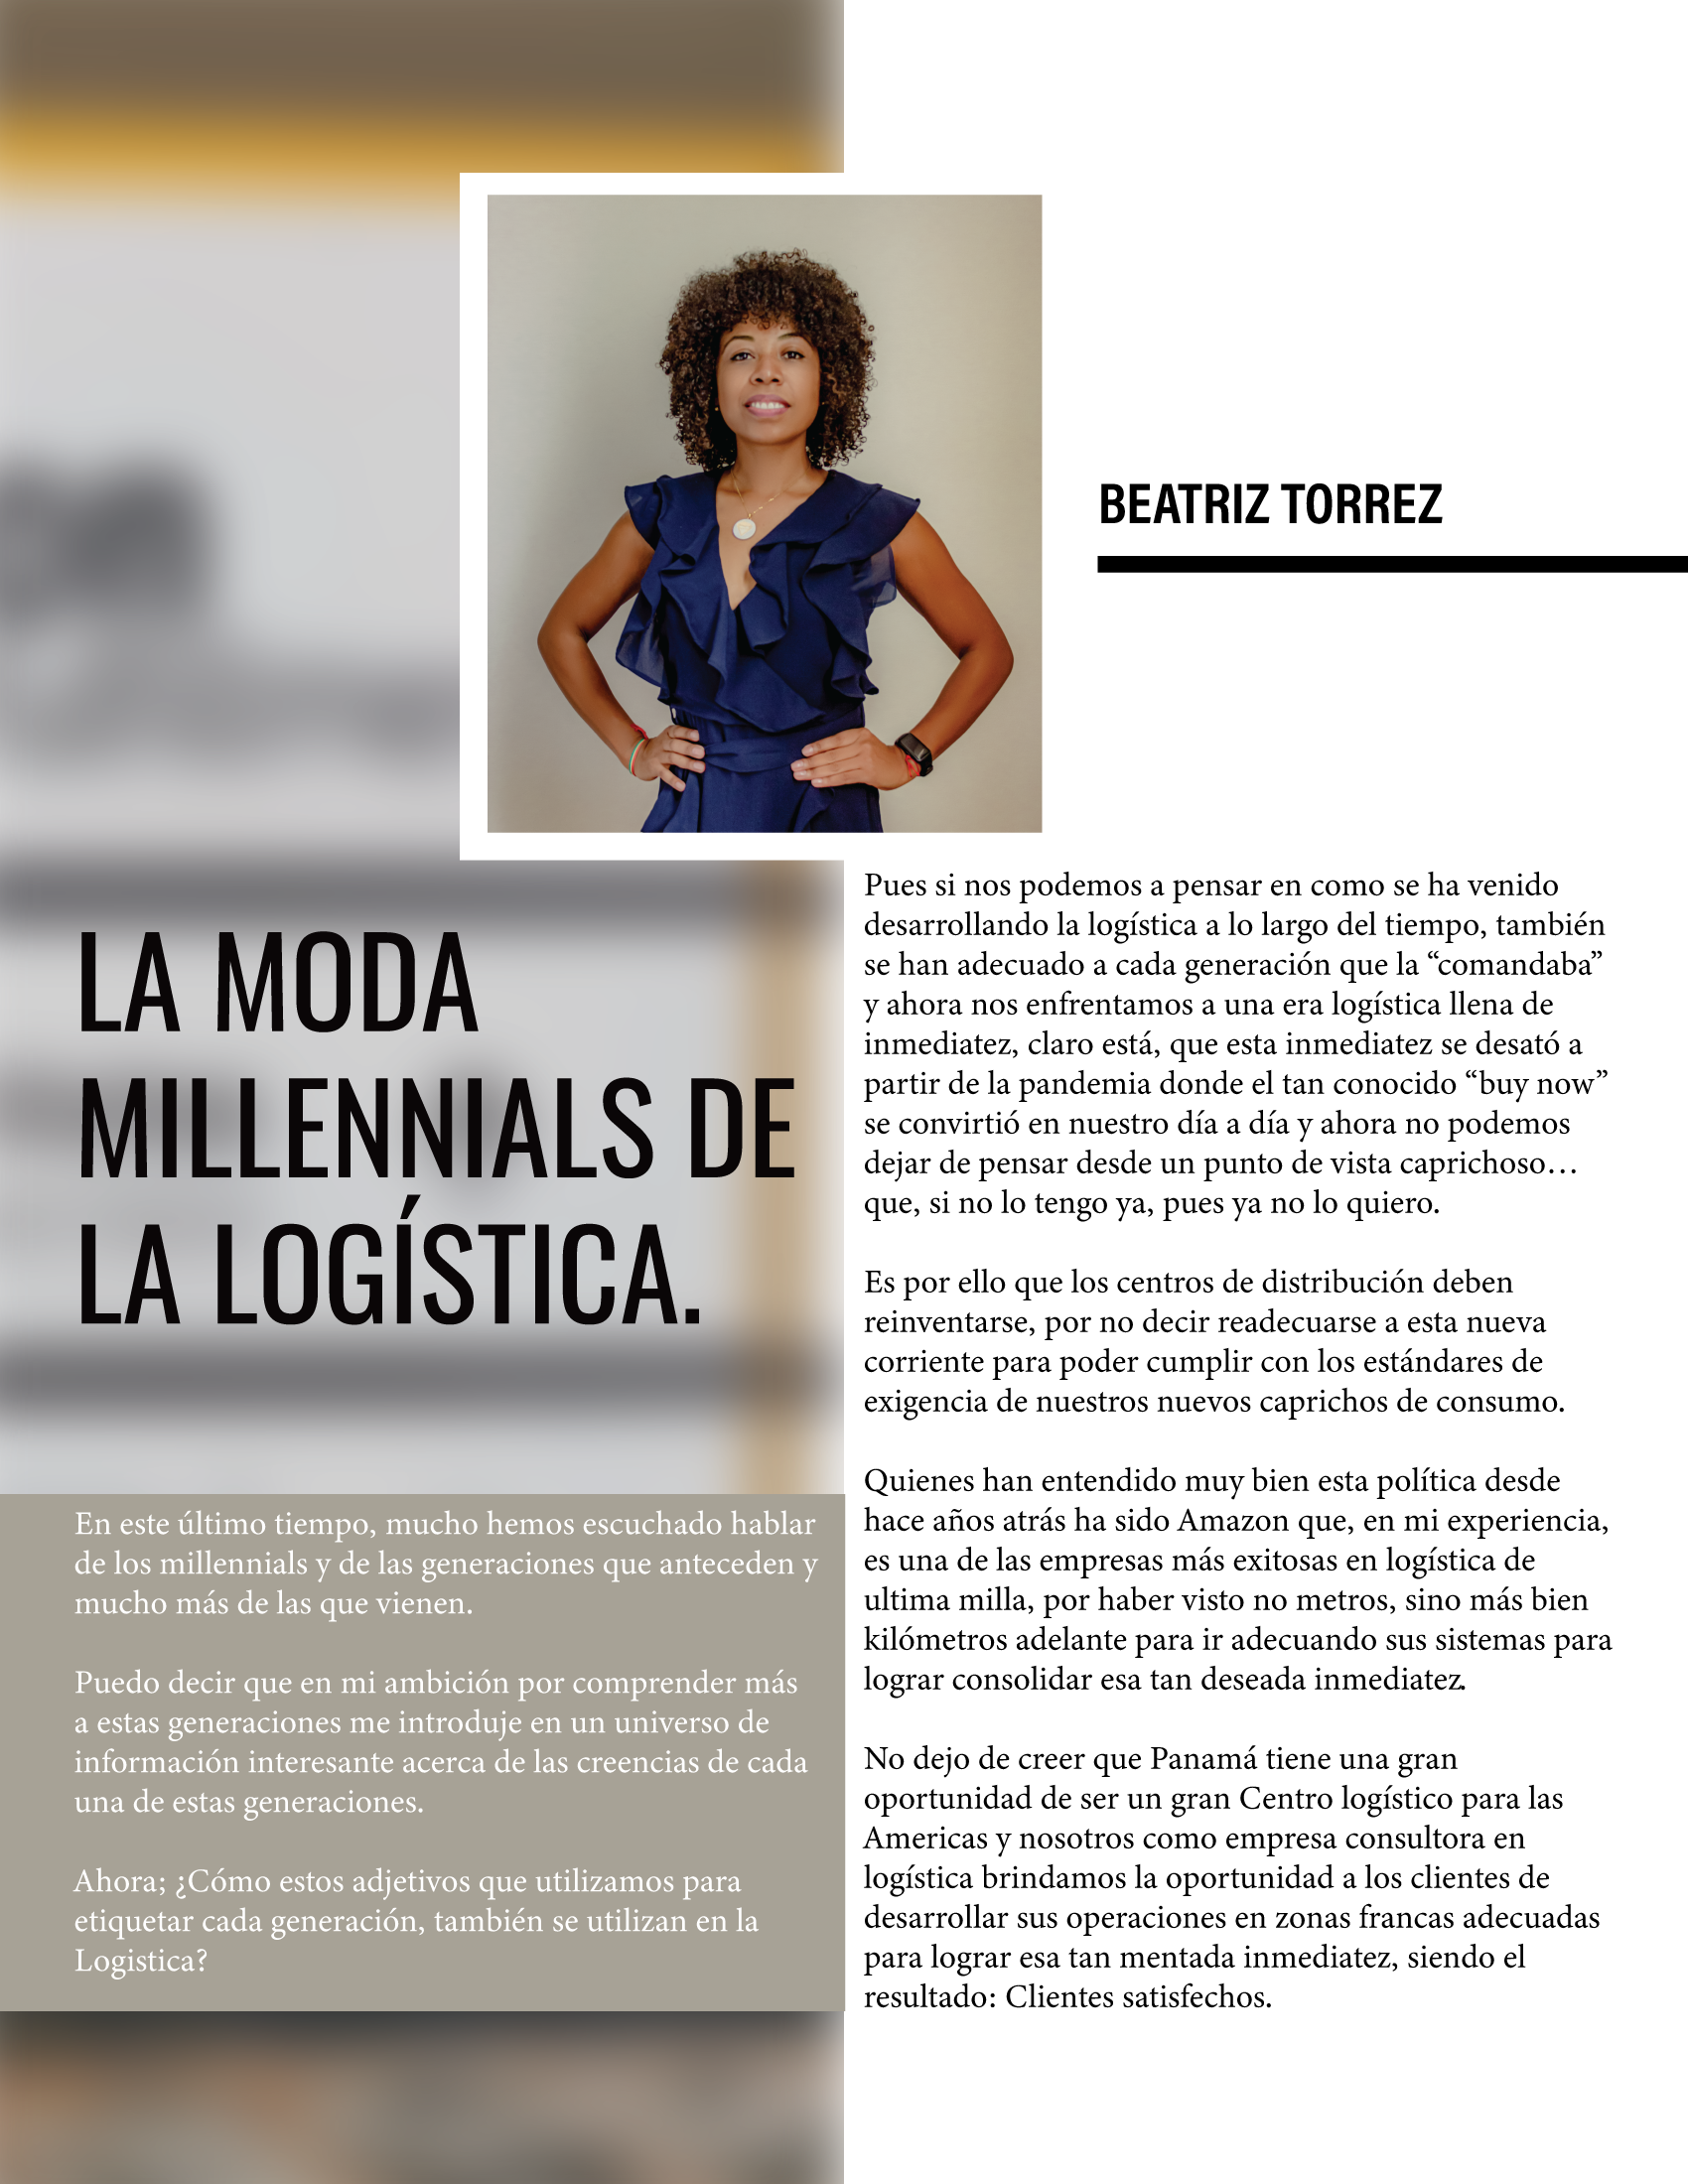 BEATRIZ TORREZ
LA MODA
MILLENNIALS DE
LA LOGÍSTICA.
En este último tiempo, mucho hemos escuchado hablar
de los millennials y de las generaciones que anteceden y
mucho más de las que vienen.
Puedo decir que en mi ambición por comprender más
a estas generaciones me introduje en un universo de
información interesante acerca de las creencias de cada
una de estas generaciones.
Ahora; ¿Cómo estos adjetivos que utilizamos para
etiquetar cada generación, también se utilizan en la
Logistica?
Pues si nos podemos a pensar en como se ha venido
desarrollando la logística a lo largo del tiempo, también
se han adecuado a cada generación que la “comandaba”
y ahora nos enfrentamos a una era logística llena de
inmediatez, claro está, que esta inmediatez se desató a
partir de la pandemia donde el tan conocido “buy now”
se convirtió en nuestro día a día y ahora no podemos
dejar de pensar desde un punto de vista caprichoso…
que, si no lo tengo ya, pues ya no lo quiero.
Es por ello que los centros de distribución deben
reinventarse, por no decir readecuarse a esta nueva
corriente para poder cumplir con los estándares de
exigencia de nuestros nuevos caprichos de consumo.
Quienes han entendido muy bien esta política desde
hace años atrás ha sido Amazon que, en mi experiencia,
es una de las empresas más exitosas en logística de
ultima milla, por haber visto no metros, sino más bien
kilómetros adelante para ir adecuando sus sistemas para
lograr consolidar esa tan deseada inmediatez.
No dejo de creer que Panamá tiene una gran
oportunidad de ser un gran Centro logístico para las
Americas y nosotros como empresa consultora en
logística brindamos la oportunidad a los clientes de
desarrollar sus operaciones en zonas francas adecuadas
para lograr esa tan mentada inmediatez, siendo el
resultado: Clientes satisfechos.